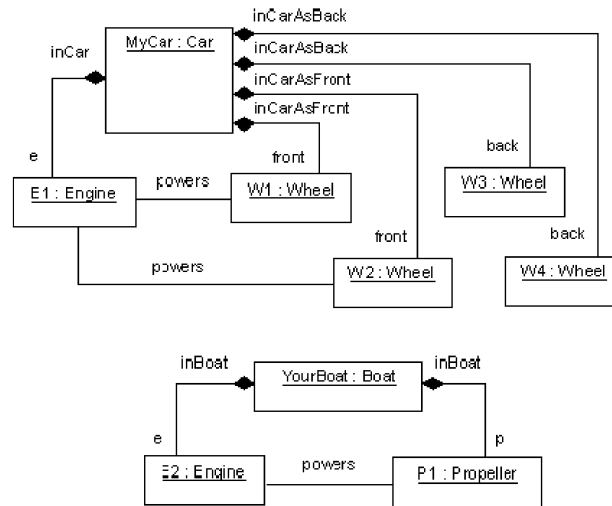 inCarAsBack
MyCar : Car
inCarAsBack
inCar
inCarAsFront
inCarAsFront
e
front
back
powers
E1 : Engine
W1 : Wheel
W3 : Wheel
front
back
powers
W2 : Wheel
W4 : Wheel
inBoat
YourBoat : Boat
inBoat
e
p
E2 : Engine
powers
P1 : Propeller